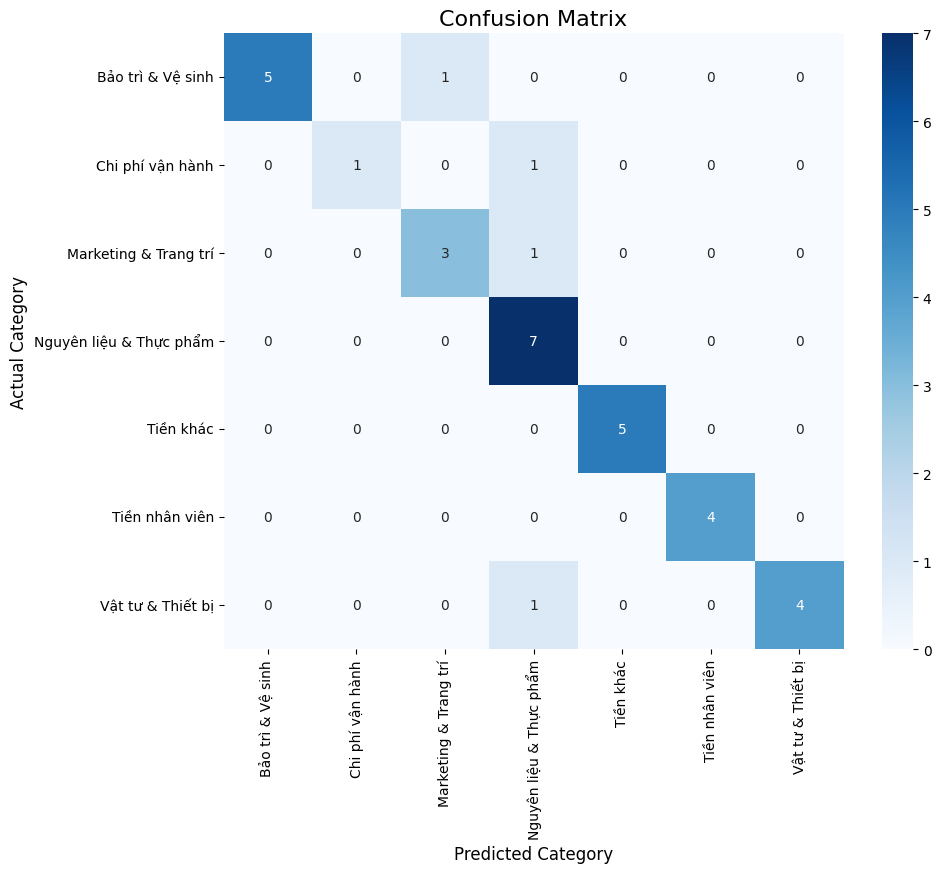 Confusion Matrix
Actual Category
Bảo trì & Vệ sinh 5 0 1 0 0 0 0
Chi phí vận hành 0 1 0 1 0 0 0
Marketing & Trang trí 0 0 3 1 0 0 0
Nguyên liệu & Thực phẩm 0 0 0 7 0 0 0
Tiền khác 0 0 0 0 5 0 0
Tiền nhân viên 0 0 0 0 0 4 0
Vật tư & Thiết bị 0 0 0 1 0 0 4
Bảo trì & Vệ sinh
Chi phí vận hành
Marketing & Trang trí
Nguyên liệu & Thực phẩm
Tiền khác
Tiền nhân viên
Vật tư & Thiết bị
Predicted Category
7
6
5
4
3
2
1
0